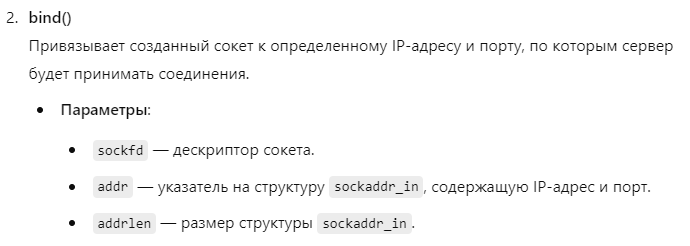 2. bind()
Привязывает созданный сокет к определенному IP-адресу и порту, по которым сервер
будет принимать соединения.
• Параметры:
• sockfd — дескриптор сокета.
• addr — указатель на структуру sockaddr_in, содержащую IP-адрес и порт.
• addrlen — размер структуры sockaddr_in.